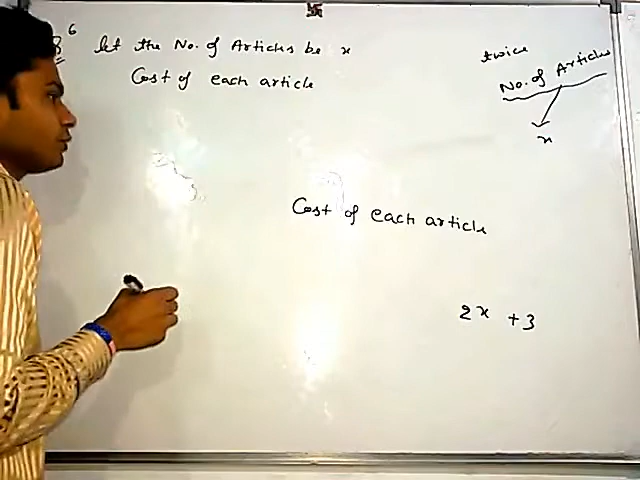 6
let the No. of Articles be x
Cost of each article
twice
No. of Articles
x
Cost of each article
2x + 3